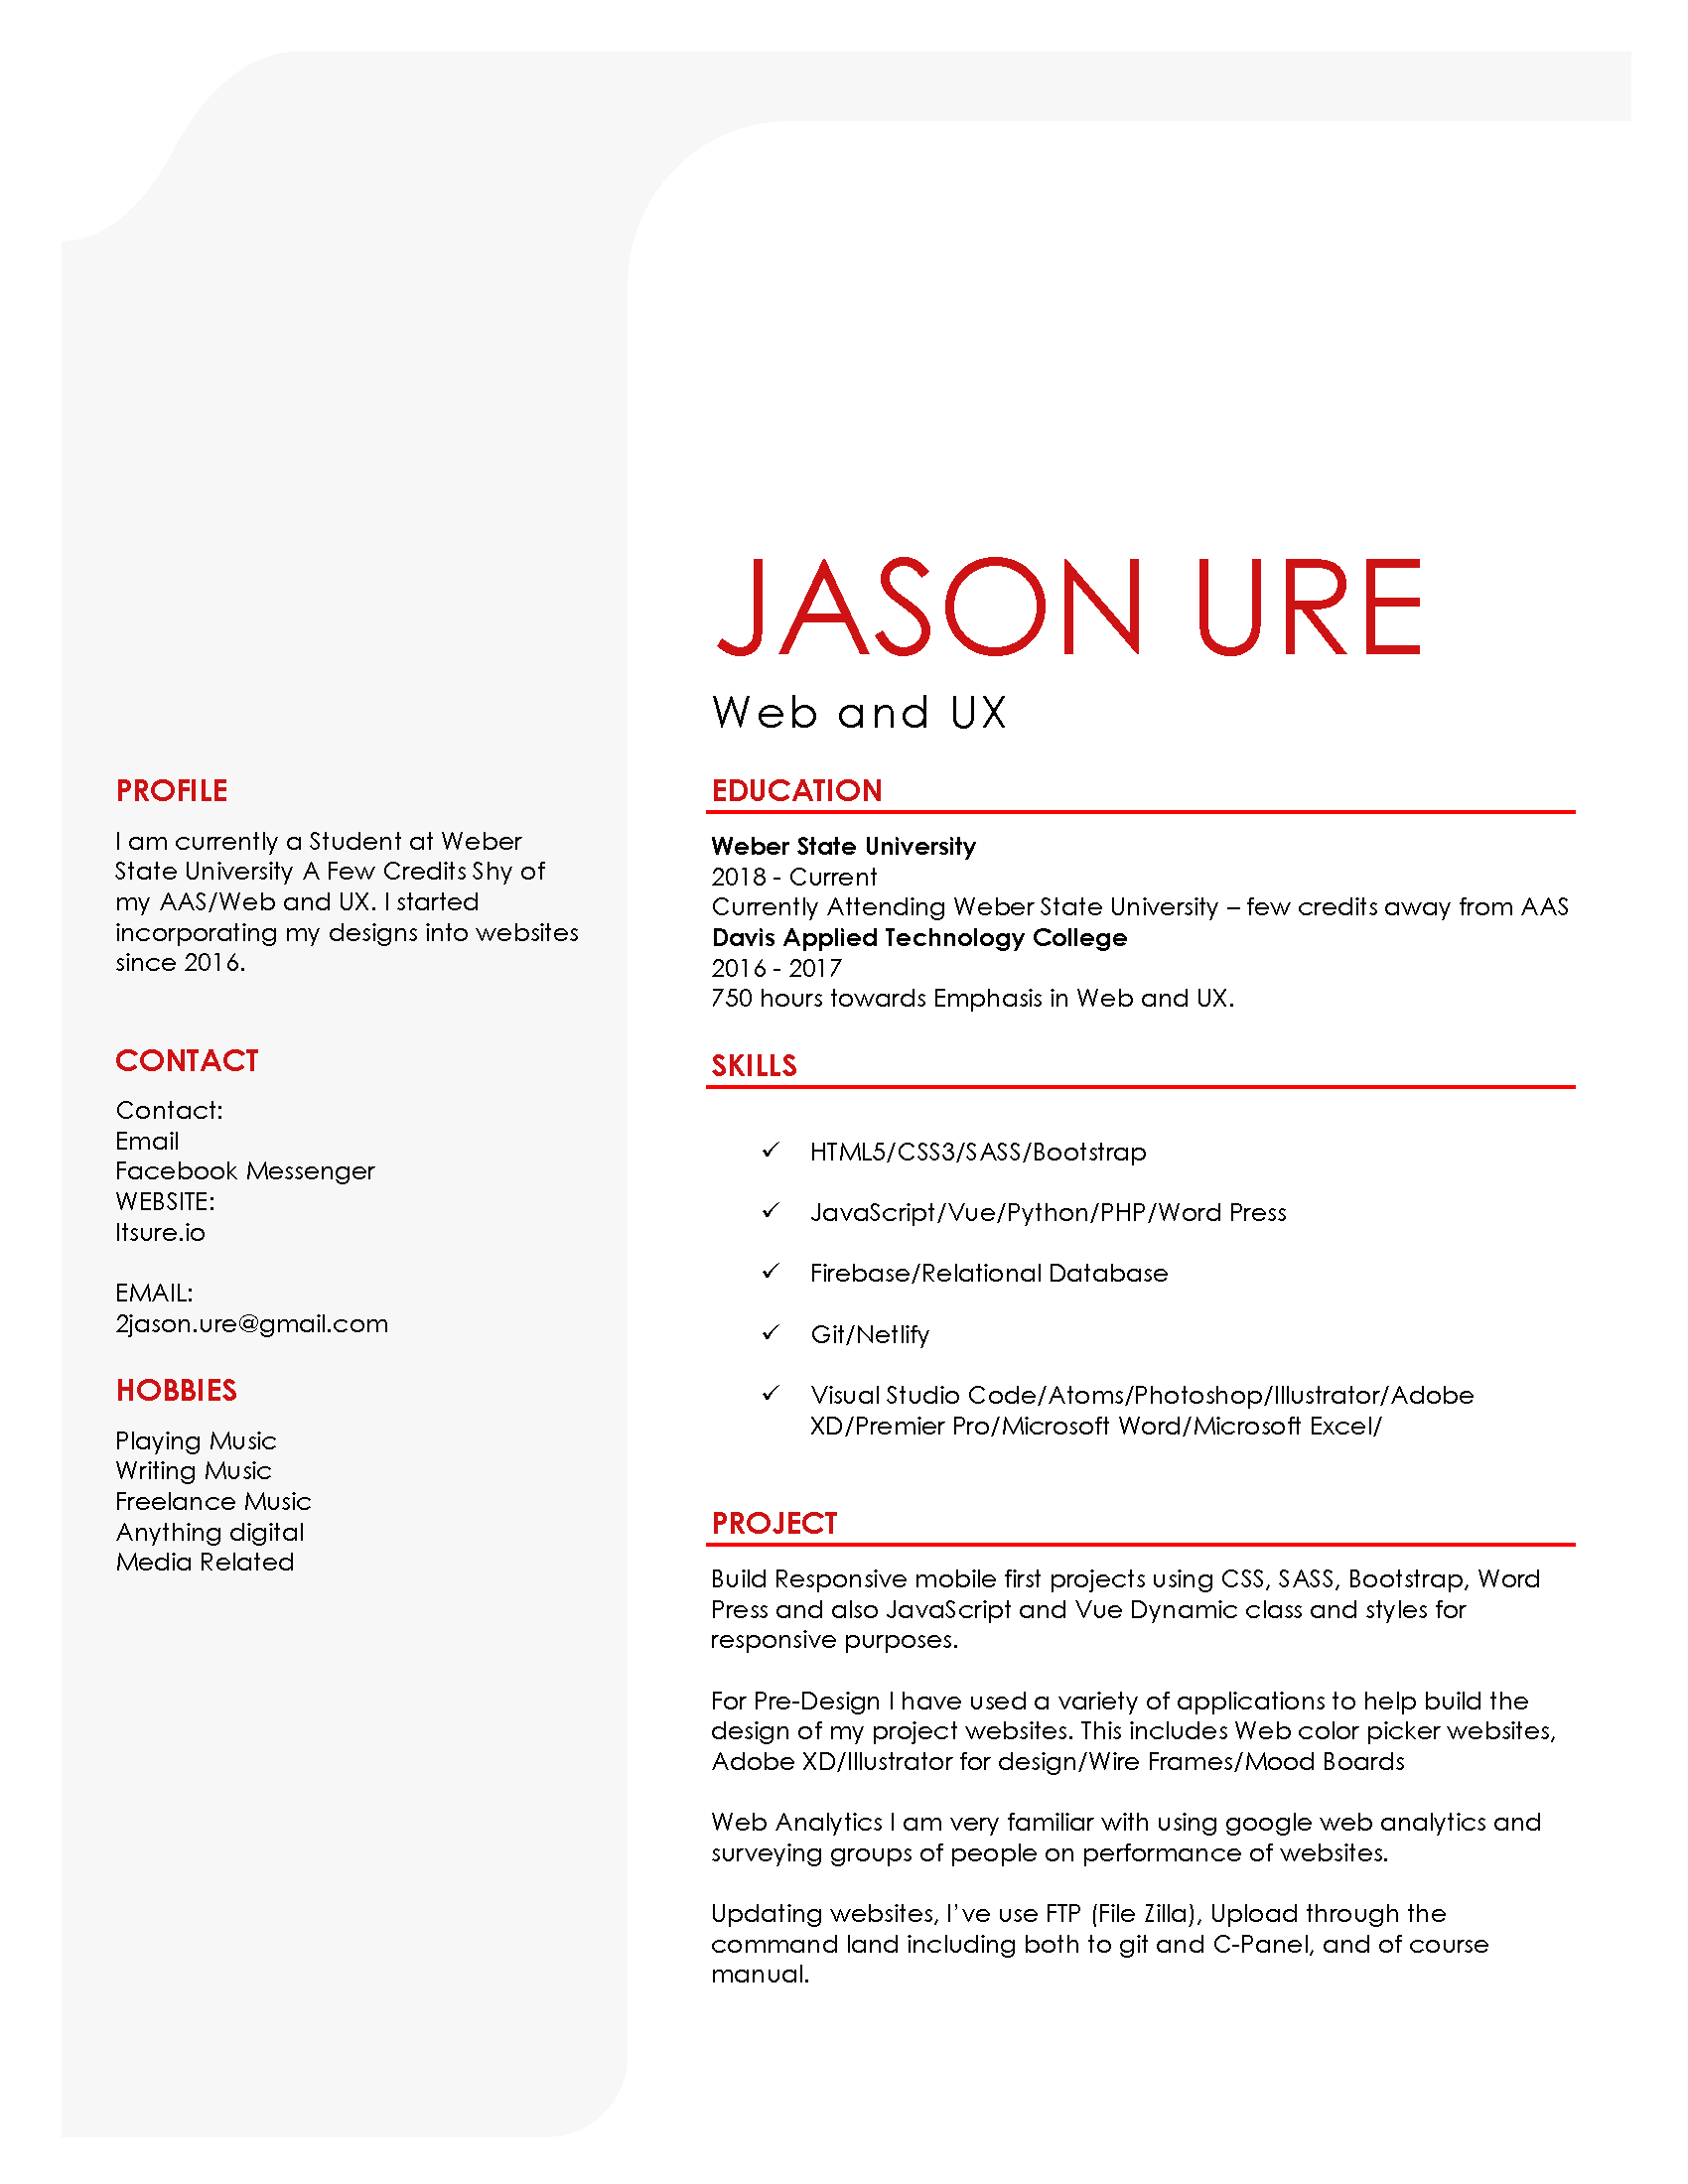 JASON URE
Web and UX
PROFILE
I am currently a Student at Weber
State University A Few Credits Shy of
my AAS/Web and UX. I started
incorporating my designs into websites
since 2016.
CONTACT
Contact:
Email
Facebook Messenger
WEBSITE:
Itsure.io
EMAIL:
2jason.ure@gmail.com
HOBBIES
Playing Music
Writing Music
Freelance Music
Anything digital
Media Related
EDUCATION
Weber State University
2018 - Current
Currently Attending Weber State University – few credits away from AAS
Davis Applied Technology College
2016 - 2017
750 hours towards Emphasis in Web and UX.
SKILLS
✓ HTML5/CSS3/SASS/Bootstrap
✓ JavaScript/Vue/Python/PHP/Word Press
✓ Firebase/Relational Database
✓ Git/Netlify
✓ Visual Studio Code/Atoms/Photoshop/Illustrator/Adobe
XD/Premier Pro/Microsoft Word/Microsoft Excel/
PROJECT
Build Responsive mobile first projects using CSS, SASS, Bootstrap, Word
Press and also JavaScript and Vue Dynamic class and styles for
responsive purposes.
For Pre-Design I have used a variety of applications to help build the
design of my project websites. This includes Web color picker websites,
Adobe XD/Illustrator for design/Wire Frames/Mood Boards
Web Analytics I am very familiar with using google web analytics and
surveying groups of people on performance of websites.
Updating websites, I’ve use FTP (File Zilla), Upload through the
command land including both to git and C-Panel, and of course
manual.